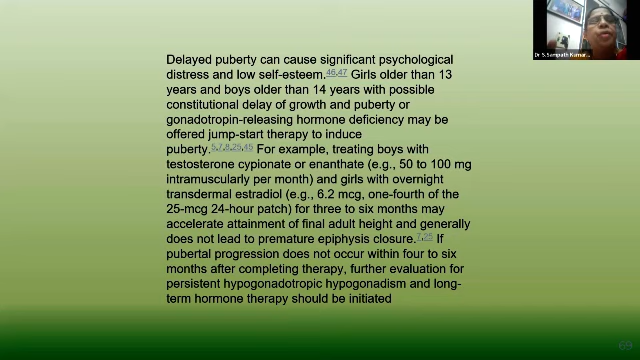 Delayed puberty can cause significant psychological
distress and low self-esteem.46,47 Girls older than 13
years and boys older than 14 years with possible
constitutional delay of growth and puberty or
gonadotropin-releasing hormone deficiency may be
offered jump-start therapy to induce
puberty.5,7,8,25,45 For example, treating boys with
testosterone cypionate or enanthate (e.g., 50 to 100 mg
intramuscularly per month) and girls with overnight
transdermal estradiol (e.g., 6.2 mcg, one-fourth of the
25-mcg 24-hour patch) for three to six months may
accelerate attainment of final adult height and generally
does not lead to premature epiphysis closure.7,25 If
pubertal progression does not occur within four to six
months after completing therapy, further evaluation for
persistent hypogonadotropic hypogonadism and long-
term hormone therapy should be initiated
Dr S.Sampath Kumar...
69